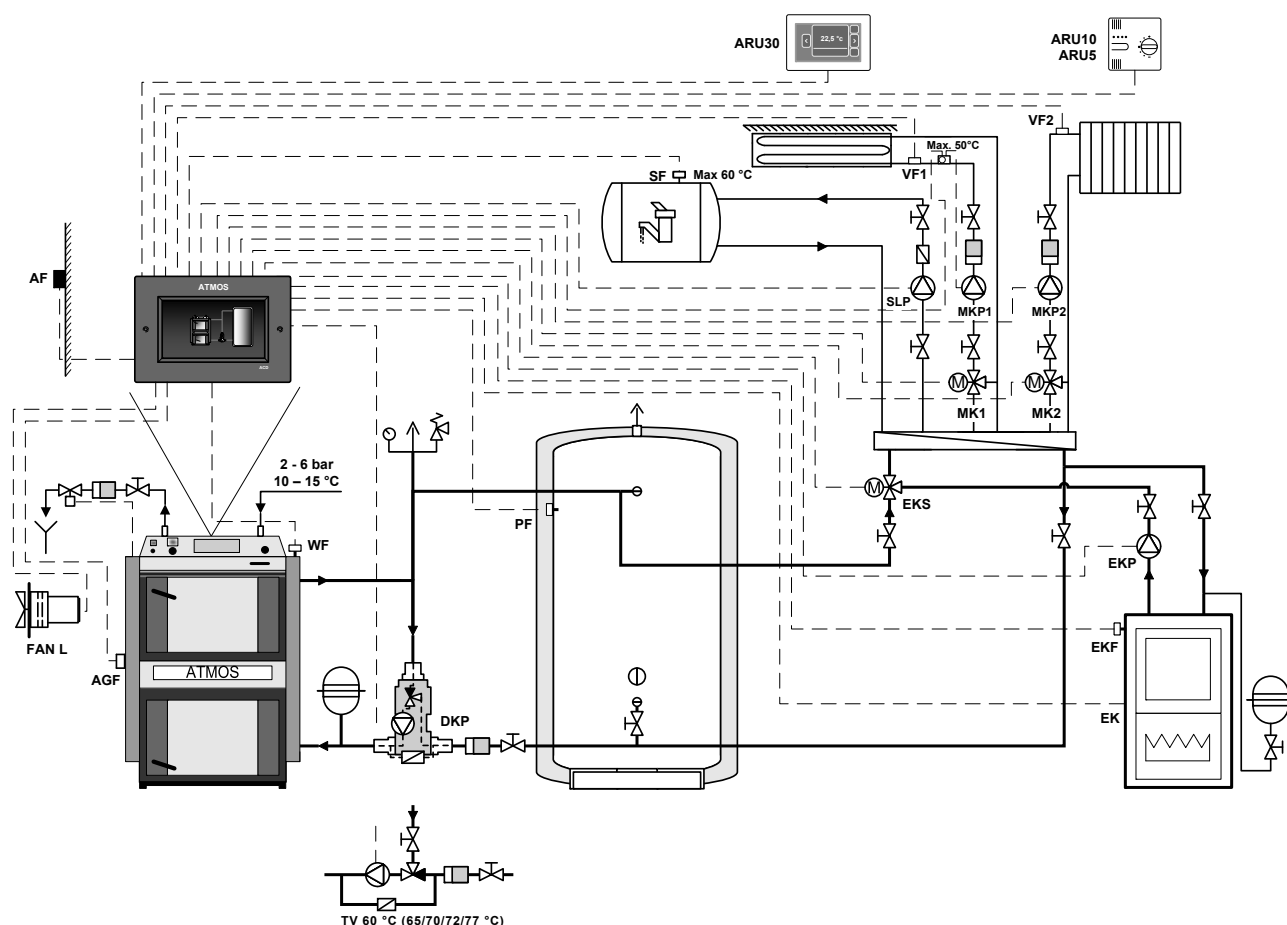 ARU30
22,5 °c
ARU10
ARU5
VF2
Max. 50°C
VF1
SF
Max 60 °C
AF
ATMOS
ACD
SLP
MKP1
MKP2
M
M
MK1
MK2
2 - 6 bar
10 – 15 °C
WF
PF
M
EKS
EKP
FAN L
AGF
ATMOS
DKP
EKF
EK
TV 60 °C (65/70/72/77 °C)